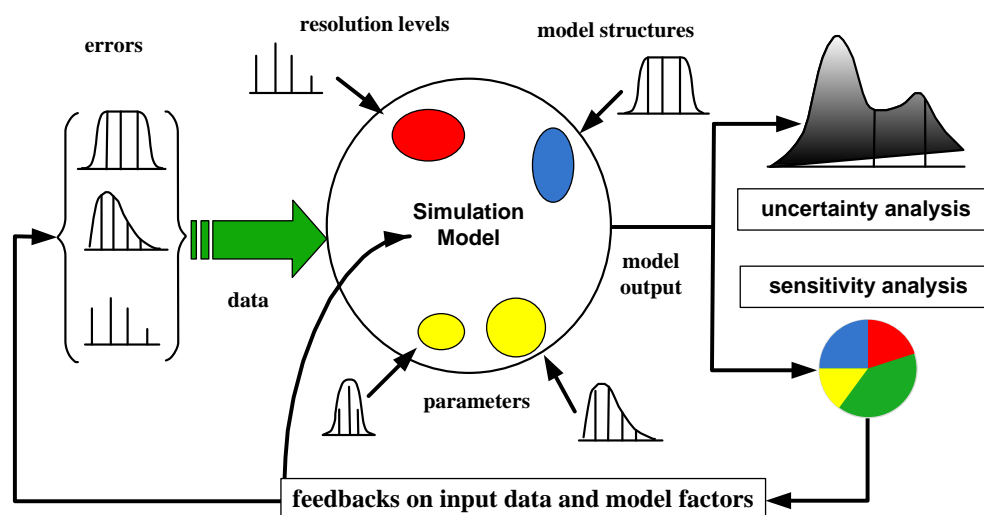 resolution levels
model structures
errors
Simulation
Model
uncertainty analysis
model
output
sensitivity analysis
data
parameters
feedbacks on input data and model factors